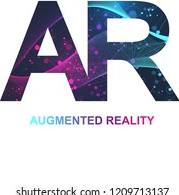 AR
AUGMENTED REALITY
shutterstock.com · 1209713137